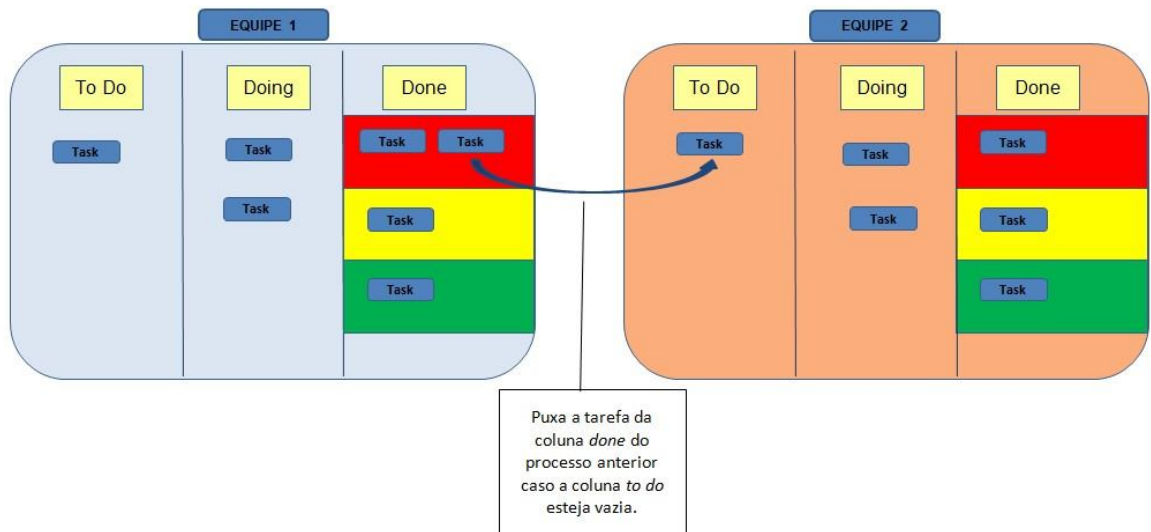 EQUIPE 1
To Do
Doing
Done
Task
Task
Task
Task
Task
Task
Task
EQUIPE 2
To Do
Doing
Done
Task
Task
Task
Task
Task
Task
Puxa a tarefa da
coluna done do
processo anterior
caso a coluna to do
esteja vazia.